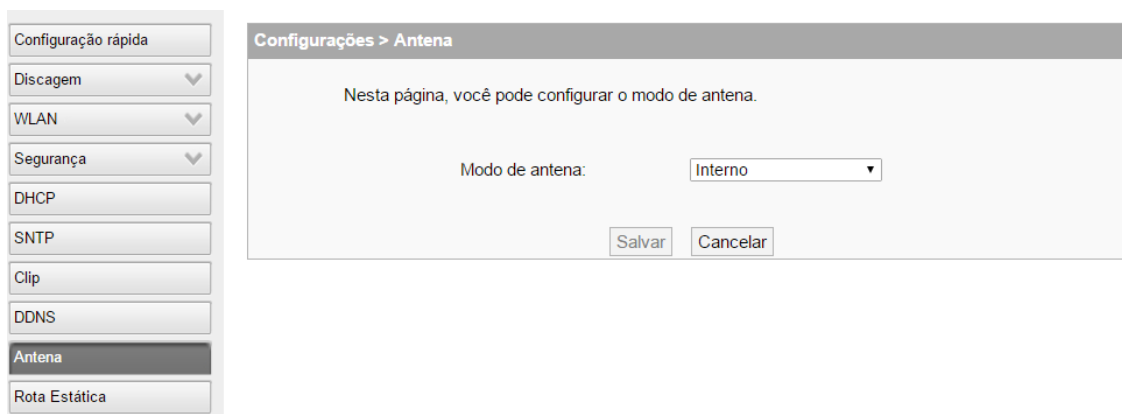 Configuração rápida
Discagem
WLAN
Segurança
DHCP
SNTP
Clip
DDNS
Antena
Rota Estática
Configurações > Antena
Nesta página, você pode configurar o modo de antena.
Modo de antena: Interno
Salvar Cancelar